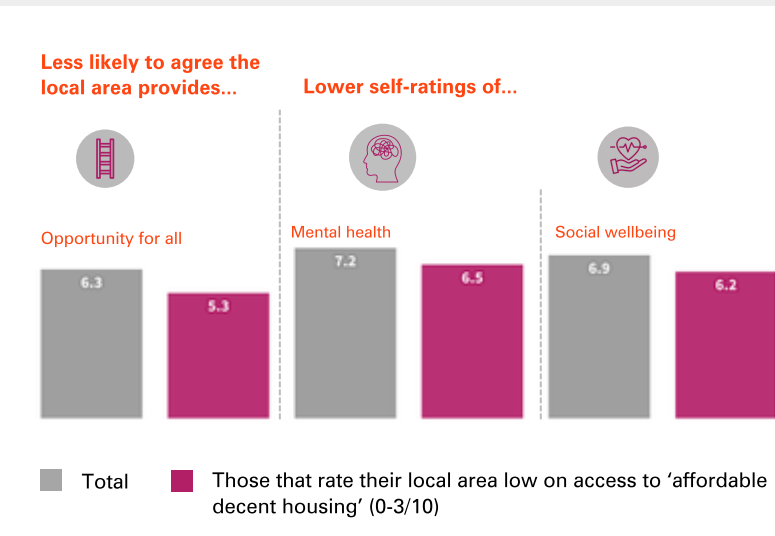 Less likely to agree the
local area provides...
Lower self-ratings of...
Opportunity for all
Mental health
Social wellbeing
6.3
5.3
7.2
6.5
6.9
6.2
Total
Those that rate their local area low on access to ‘affordable
decent housing’ (0-3/10)